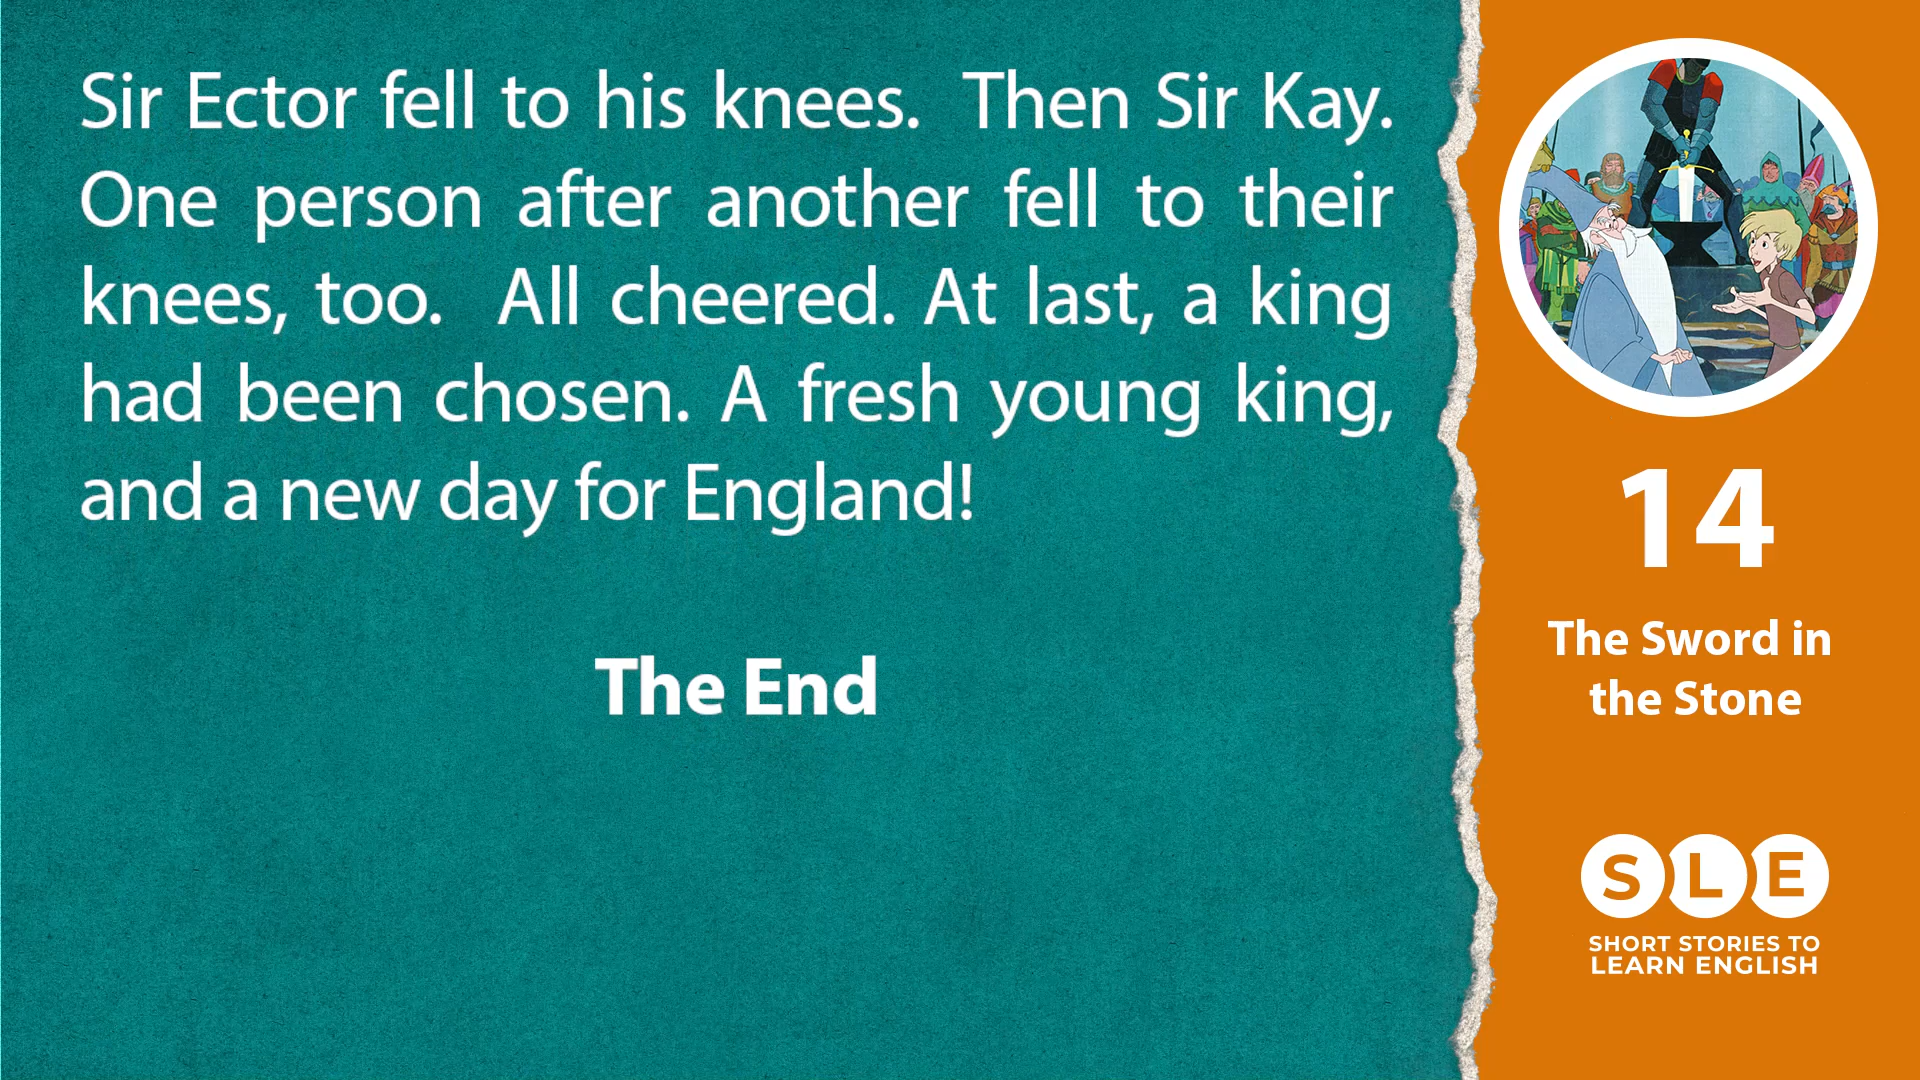 Sir Ector fell to his knees.  Then Sir Kay.
One person after another fell to their
knees, too.  All cheered. At last, a king
had been chosen. A fresh young king,
and a new day for England!
The End
14
The Sword in
the Stone
SLE
SHORT STORIES TO
LEARN ENGLISH